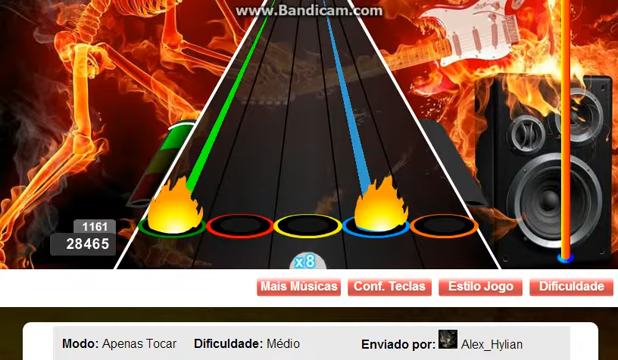 www.Bandicam.com
1161
28465
x8
Mais Músicas Conf. Teclas Estilo Jogo Dificuldade
Modo: Apenas Tocar Dificuldade: Médio Enviado por: Alex_Hylian